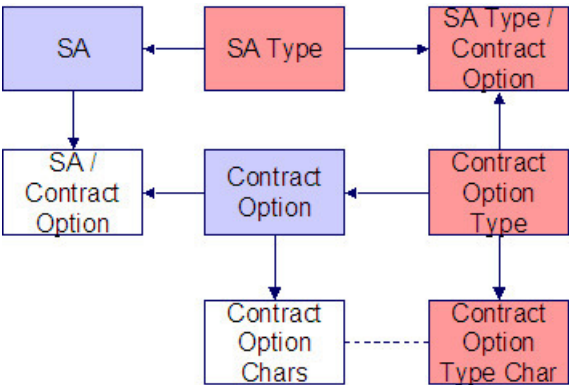 SA
SA Type
SA Type /
Contract
Option
SA /
Contract
Option
Contract
Option
Contract
Option
Type
Contract
Option
Chars
Contract
Option
Type Char